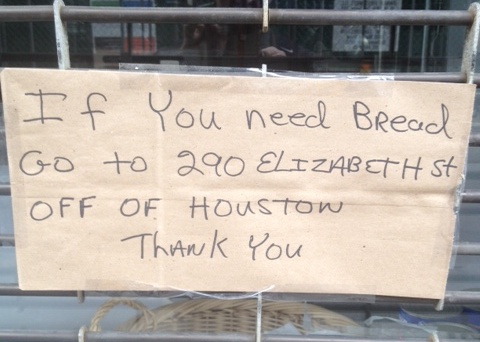 If You need Bread
Go to 290 ELIZABETH St
OFF OF HOUSTON
THANK YOU